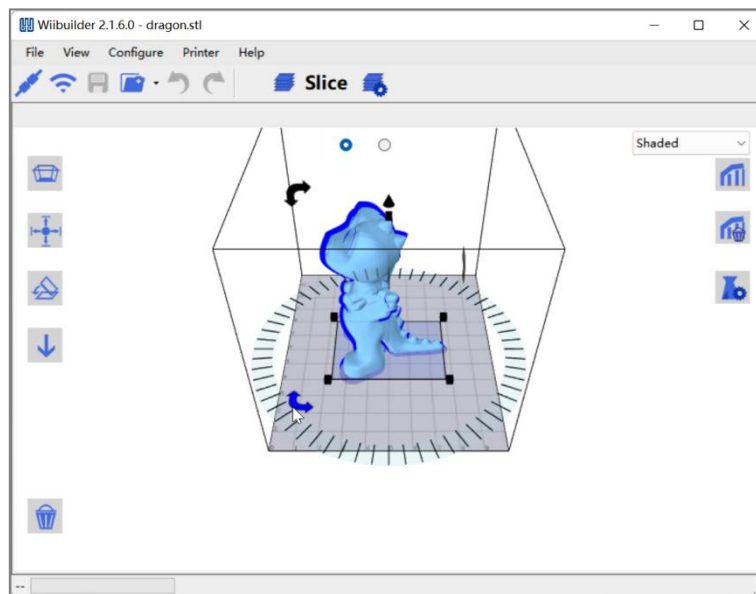 Wiibuilder 2.1.6.0 - dragon.stl
File View Configure Printer Help
Slice
Shaded
--